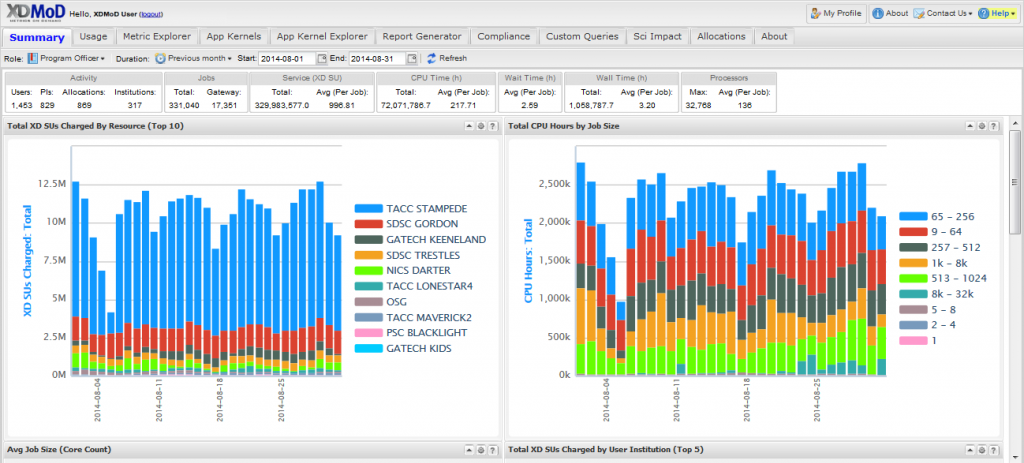 XDMoD
METRICS ON DEMAND
Hello, XDMoD User (logout)
My Profile About Contact Us Help
Summary Usage Metric Explorer App Kernels App Kernel Explorer Report Generator Compliance Custom Queries Sci Impact Allocations About
Role: Program Officer Duration: Previous month Start: 2014-08-01 End: 2014-08-31 Refresh
Activity Jobs Service (XD SU) CPU Time (h) Wait Time (h) Wall Time (h) Processors
Users: PIs: Allocations: Institutions: Total: Gateway: Total: Avg (Per Job): Total: Avg (Per Job): Avg (Per Job): Total: Avg (Per Job): Max: Avg (Per Job):
1,453 829 869 317 331,040 17,351 329,983,577.0 996.81 72,071,786.7 217.71 2.59 1,058,787.7 3.20 32,768 136
Total XD SUs Charged By Resource (Top 10)
XD SUs Charged: Total
12.5M
10M
7.5M
5M
2.5M
0M
2014-08-04
2014-08-11
2014-08-18
2014-08-25
TACC STAMPEDE
SDSC GORDON
GATECH KEENELAND
SDSC TRESTLES
NICS DARTER
TACC LONESTAR4
OSG
TACC MAVERICK2
PSC BLACKLIGHT
GATECH KIDS
Total CPU Hours by Job Size
CPU Hours: Total
2,500k
2,000k
1,500k
1,000k
500k
0k
2014-08-04
2014-08-11
2014-08-18
2014-08-25
65 - 256
9 - 64
257 - 512
1k - 8k
513 - 1024
8k - 32k
5 - 8
2 - 4
1
Avg Job Size (Core Count)
Total XD SUs Charged by User Institution (Top 5)